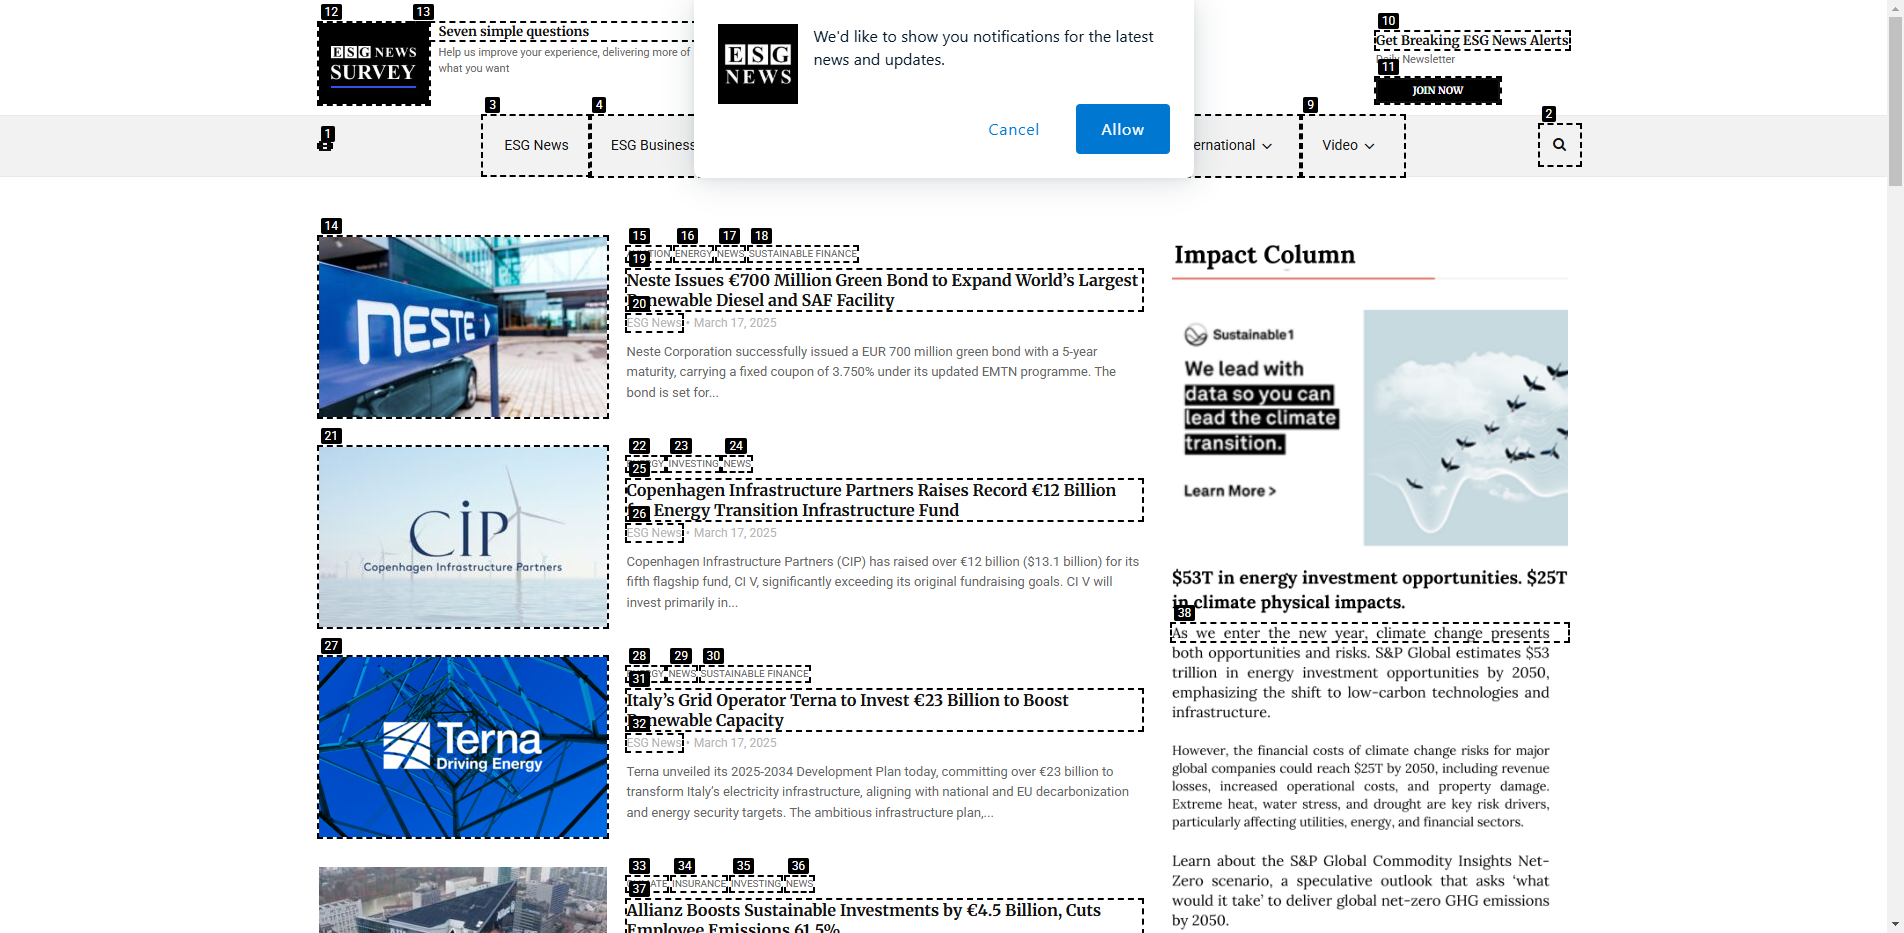 12
13
ESG NEWS
SURVEY
Seven simple questions
Help us improve your experience, delivering more of
what you want
ESG
NEWS
We'd like to show you notifications for the latest
news and updates.
Cancel
Allow
10
Get Breaking ESG News Alerts
Newsletter
11
JOIN NOW
1
3
ESG News
4
ESG Business
ernational
9
Video
2
14
NESTE
15
16
17
18
ENERGY
NEWS
SUSTAINABLE FINANCE
19
Neste Issues €700 Million Green Bond to Expand World's Largest
Renewable Diesel and SAF Facility
20
ESG News • March 17, 2025
Neste Corporation successfully issued a EUR 700 million green bond with a 5-year
maturity, carrying a fixed coupon of 3.750% under its updated EMTN programme. The
bond is set for...
21
CIP
Copenhagen Infrastructure Partners
22
23
24
INVESTING
NEWS
25
Copenhagen Infrastructure Partners Raises Record €12 Billion
for Energy Transition Infrastructure Fund
26
ESG News • March 17, 2025
Copenhagen Infrastructure Partners (CIP) has raised over €12 billion ($13.1 billion) for its
fifth flagship fund, CI V, significantly exceeding its original fundraising goals. CI V will
invest primarily in...
27
Terna
Driving Energy
28
29
30
NEWS
SUSTAINABLE FINANCE
31
Italy's Grid Operator Terna to Invest €23 Billion to Boost
Renewable Capacity
32
ESG News • March 17, 2025
Terna unveiled its 2025-2034 Development Plan today, committing over €23 billion to
transform Italy's electricity infrastructure, aligning with national and EU decarbonization
and energy security targets. The ambitious infrastructure plan,...
33
34
35
36
INSURANCE
INVESTING
NEWS
37
Allianz Boosts Sustainable Investments by €4.5 Billion, Cuts
Employee Emissions 61.5%
Impact Column
Sustainable1
We lead with
data so you can
lead the climate
transition.
Learn More >
$53T in energy investment opportunities. $25T
in climate physical impacts.
38
As we enter the new year, climate change presents
both opportunities and risks. S&P Global estimates $53
trillion in energy investment opportunities by 2050,
emphasizing the shift to low-carbon technologies and
infrastructure.
However, the financial costs of climate change risks for major
global companies could reach $25T by 2050, including revenue
losses, increased operational costs, and property damage.
Extreme heat, water stress, and drought are key risk drivers,
particularly affecting utilities, energy, and financial sectors.
Learn about the S&P Global Commodity Insights Net-
Zero scenario, a speculative outlook that asks 'what
would it take' to deliver global net-zero GHG emissions
by 2050.